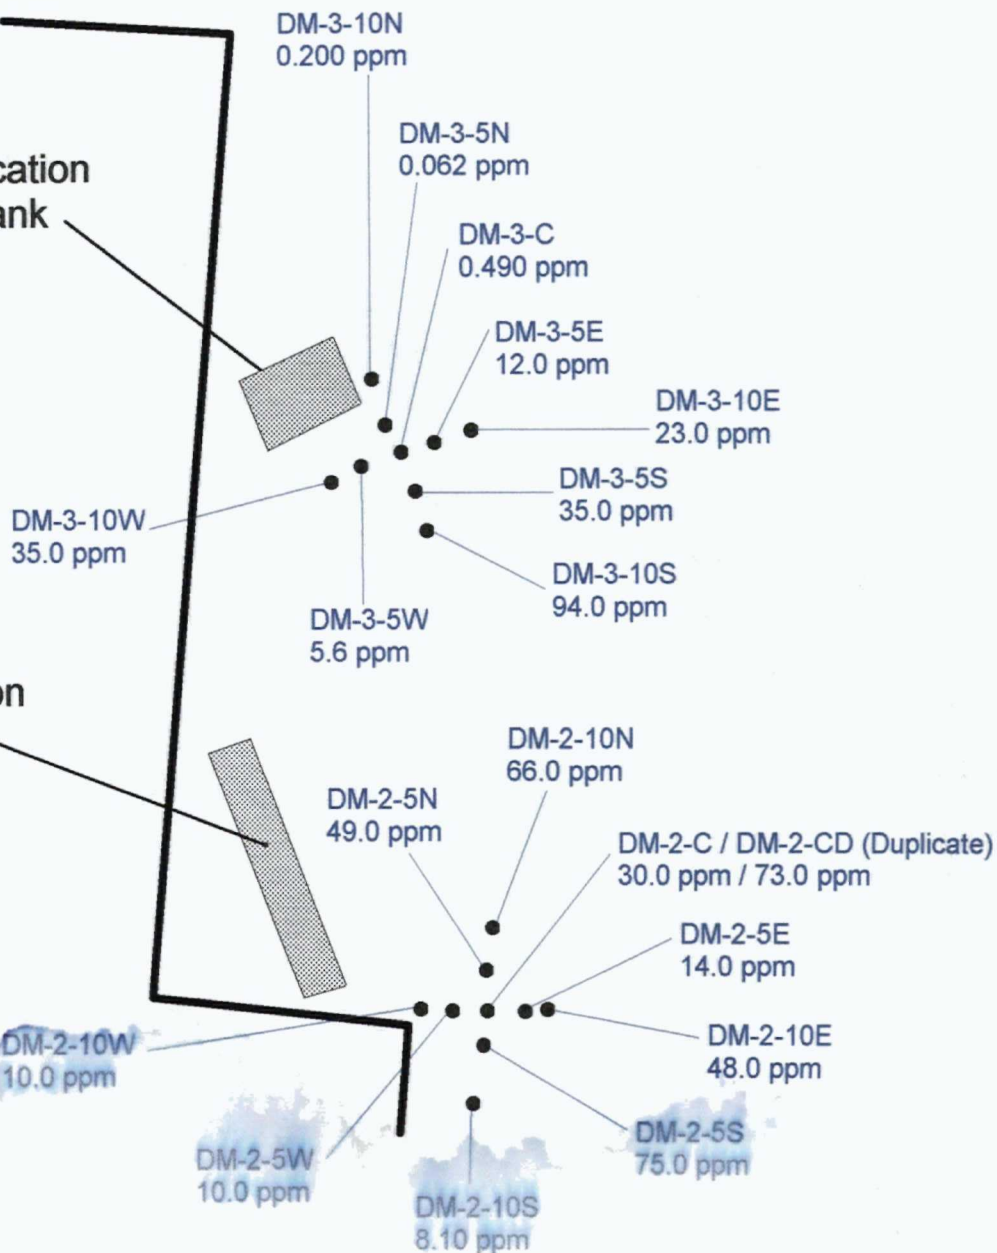 DM-3-10N
0.200 ppm
DM-3-5N
0.062 ppm
cation
ank
DM-3-C
0.490 ppm
DM-3-5E
12.0 ppm
DM-3-10E
23.0 ppm
DM-3-5S
35.0 ppm
DM-3-10W
35.0 ppm
DM-3-10S
94.0 ppm
DM-3-5W
5.6 ppm
on
DM-2-10N
66.0 ppm
DM-2-5N
49.0 ppm
DM-2-C / DM-2-CD (Duplicate)
30.0 ppm / 73.0 ppm
DM-2-5E
14.0 ppm
DM-2-10W
10.0 ppm
DM-2-10E
48.0 ppm
DM-2-5S
75.0 ppm
DM-2-5W
10.0 ppm
DM-2-10S
8.10 ppm